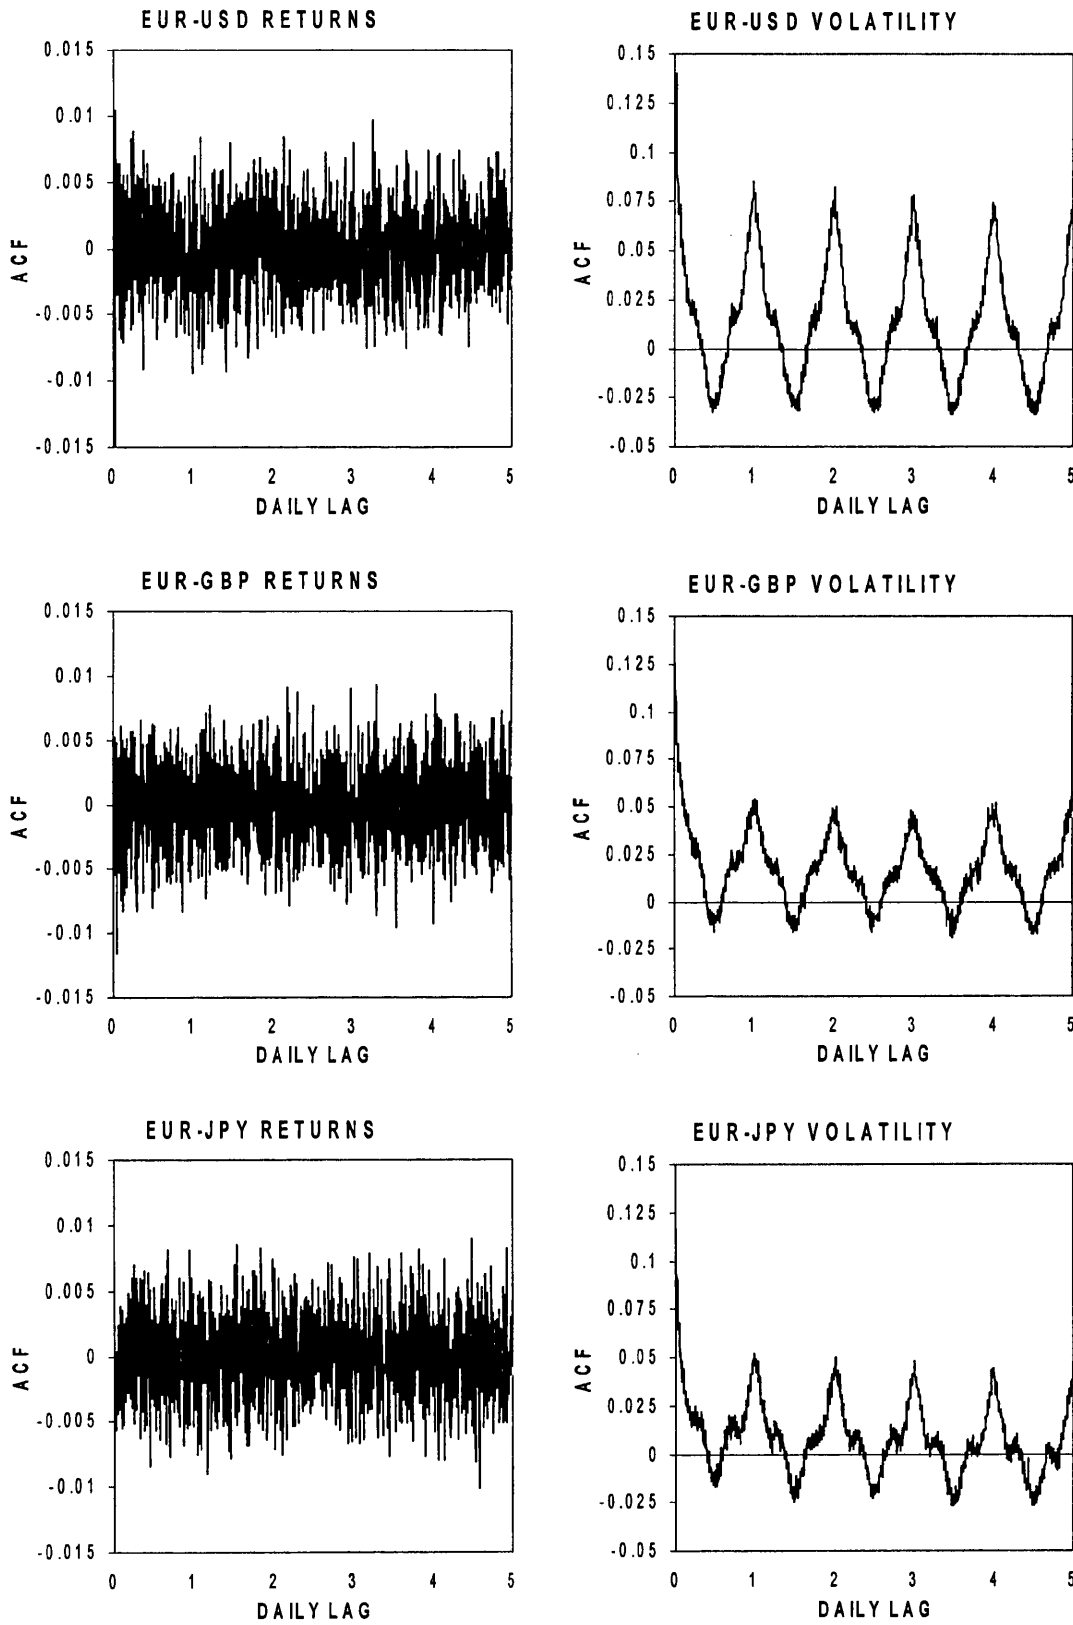 EUR-USD RETURNS
0.015
0.01
0.005
0
-0.005
-0.01
-0.015
ACF
0 1 2 3 4 5
DAILY LAG
EUR-USD VOLATILITY
0.15
0.125
0.1
0.075
0.05
0.025
0
-0.025
-0.05
ACF
0 1 2 3 4 5
DAILY LAG
EUR-GBP RETURNS
0.015
0.01
0.005
0
-0.005
-0.01
-0.015
ACF
0 1 2 3 4 5
DAILY LAG
EUR-GBP VOLATILITY
0.15
0.125
0.1
0.075
0.05
0.025
0
-0.025
-0.05
ACF
0 1 2 3 4 5
DAILY LAG
EUR-JPY RETURNS
0.015
0.01
0.005
0
-0.005
-0.01
-0.015
ACF
0 1 2 3 4 5
DAILY LAG
EUR-JPY VOLATILITY
0.15
0.125
0.1
0.075
0.05
0.025
0
-0.025
-0.05
ACF
0 1 2 3 4 5
DAILY LAG